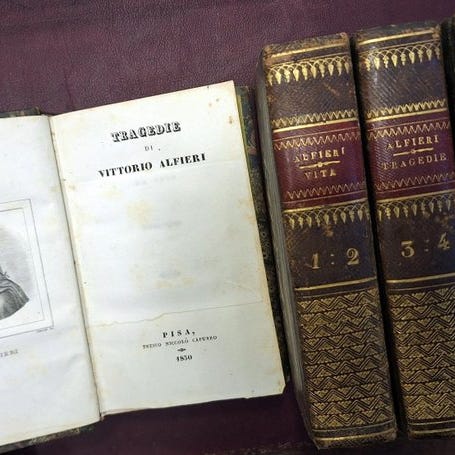 TRAGEDIE
DI
VITTORIO ALFIERI
PISA,
PRESSO NICCOLÒ CAPURRO
1830
ALFIERI
VITA
1:2
ALFIERI
TRAGEDIE
3:4